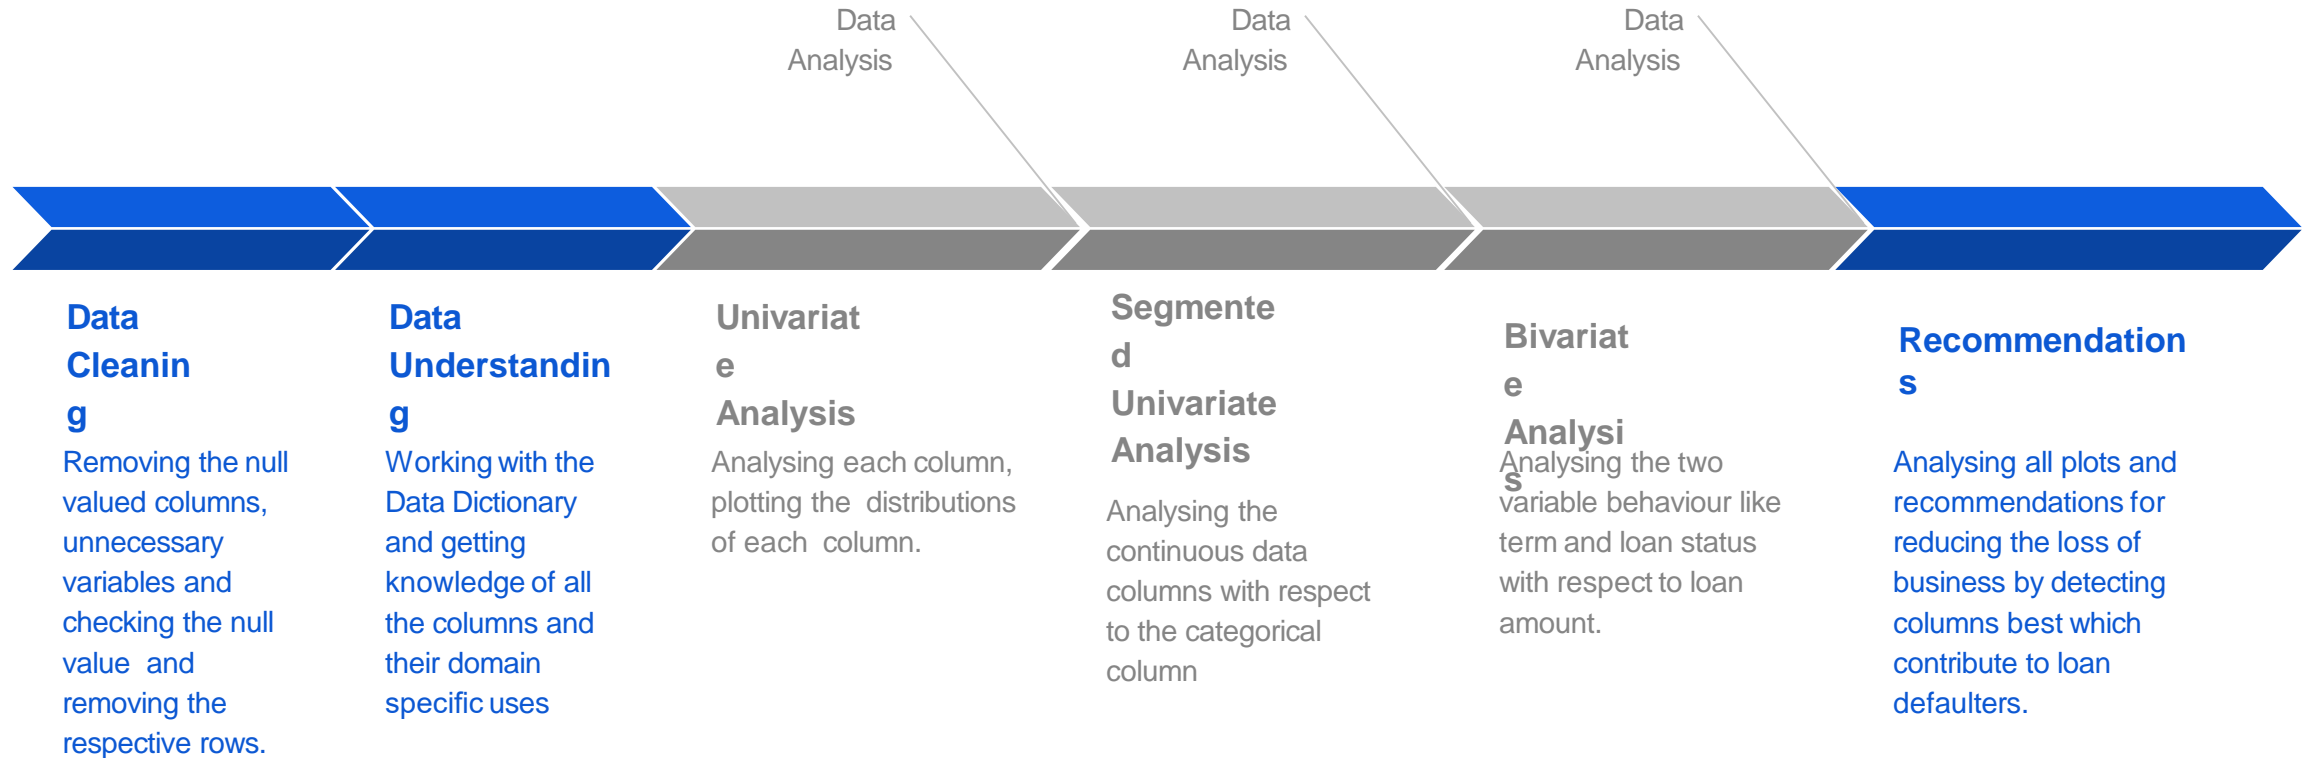 Data
Analysis
Data
Analysis
Data
Analysis
Data
Cleanin
g
Removing the null
valued columns,
unnecessary
variables and
checking the null
value and
removing the
respective rows.
Data
Understandin
g
Working with the
Data Dictionary
and getting
knowledge of all
the columns and
their domain
specific uses
Univariat
e
Analysis
Analysing each column,
plotting the distributions
of each column.
Segmente
d
Univariate
Analysis
Analysing the
continuous data
columns with respect
to the categorical
column
Bivariat
e
Analysi
s
Analysing the two
variable behaviour like
term and loan status
with respect to loan
amount.
Recommendation
s
Analysing all plots and
recommendations for
reducing the loss of
business by detecting
columns best which
contribute to loan
defaulters.